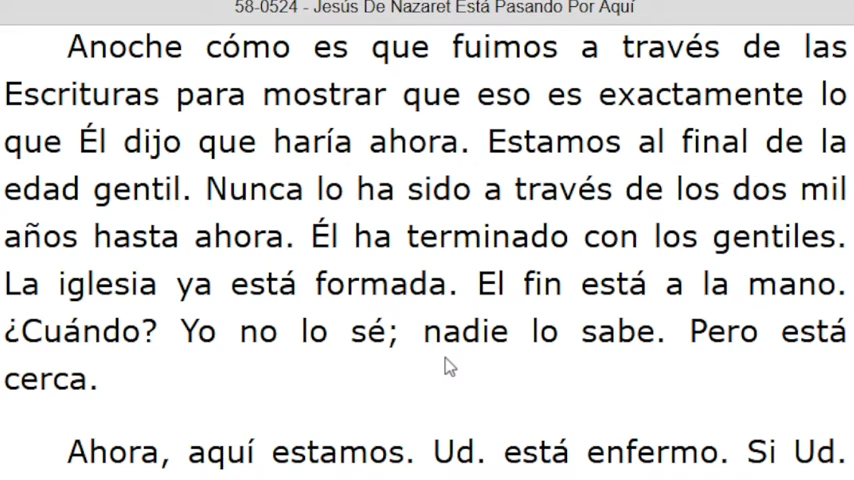 58-0524 - Jesús De Nazaret Está Pasando Por Aquí
Anoche cómo es que fuimos a través de las
Escrituras para mostrar que eso es exactamente lo
que Él dijo que haría ahora. Estamos al final de la
edad gentil. Nunca lo ha sido a través de los dos mil
años hasta ahora. Él ha terminado con los gentiles.
La iglesia ya está formada. El fin está a la mano.
¿Cuándo? Yo no lo sé; nadie lo sabe. Pero está
cerca.
Ahora, aquí estamos. Ud. está enfermo. Si Ud.